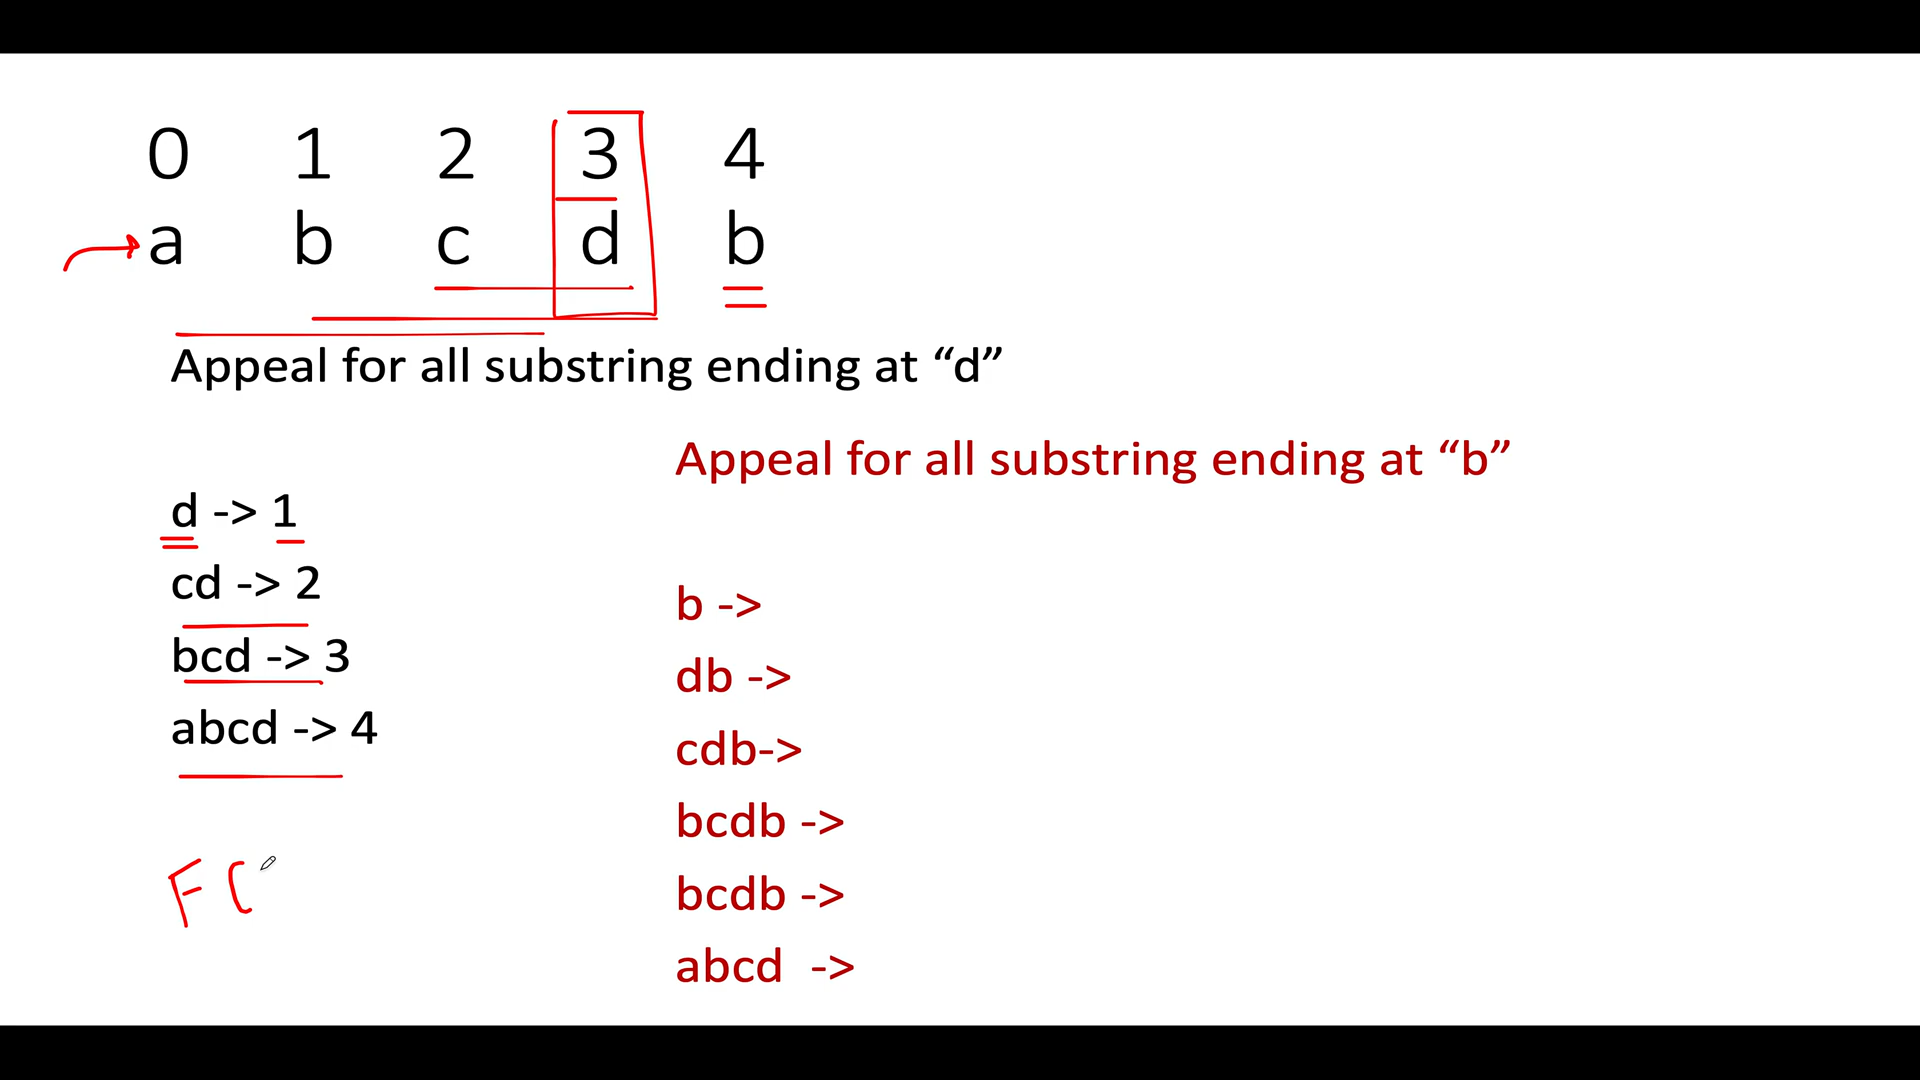 0 1 2 3 4
a b c d b
Appeal for all substring ending at “d”
Appeal for all substring ending at “b”
d -> 1
cd -> 2
bcd -> 3
abcd -> 4
F (
b ->
db ->
cdb->
bcdb ->
bcdb ->
abcd ->